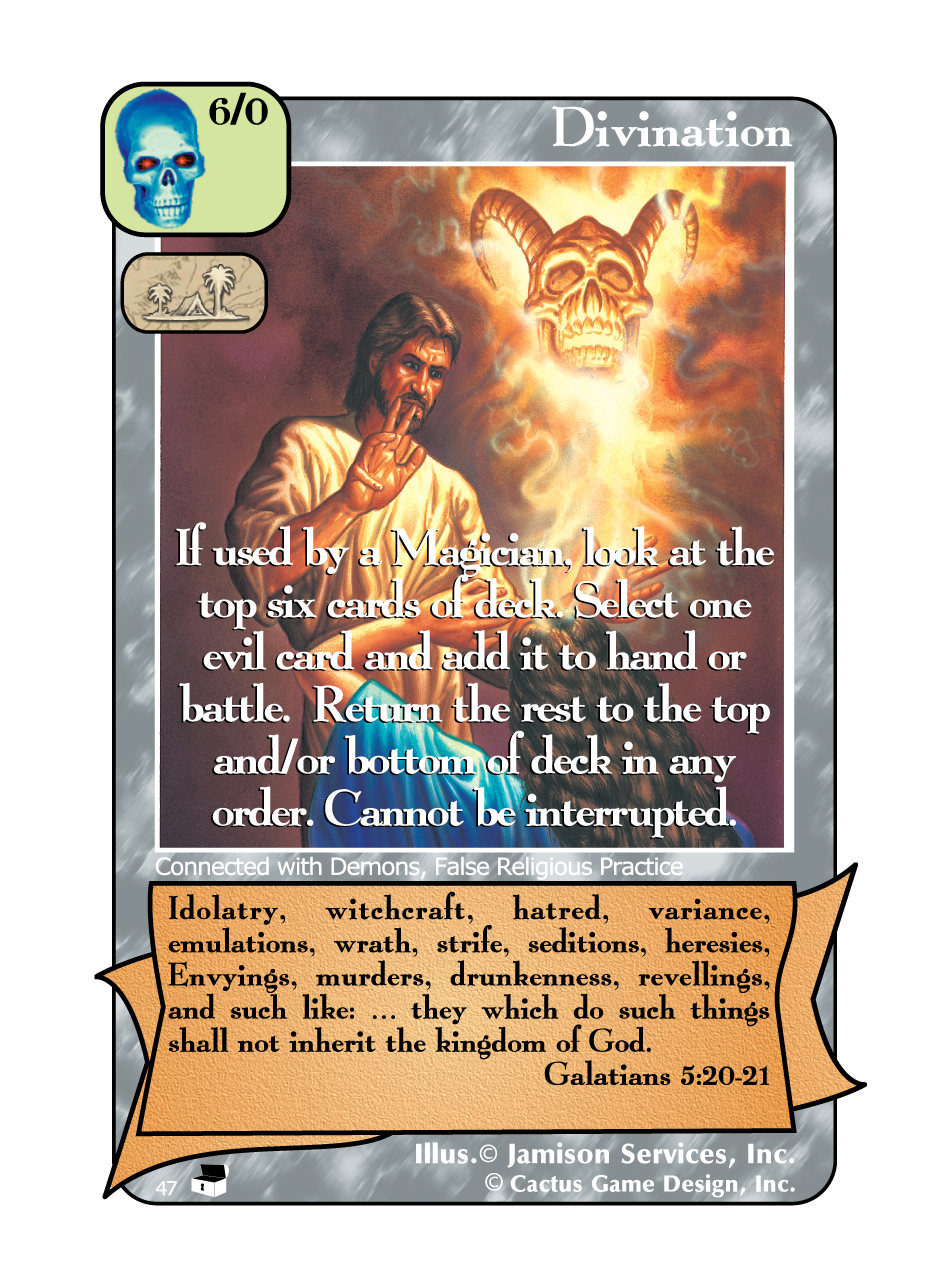 6/0
Divination
If used by a Magician, look at the
top six cards of deck. Select one
evil card and add it to hand or
battle. Return the rest to the top
and/or bottom of deck in any
order. Cannot be interrupted.
Connected with Demons, False Religious Practice
Idolatry, witchcraft, hatred, variance,
emulations, wrath, strife, seditions, heresies,
Envyings, murders, drunkenness, revellings,
and such like: ... they which do such things
shall not inherit the kingdom of God.
Galatians 5:20-21
Illus.© Jamison Services, Inc.
47
© Cactus Game Design, Inc.